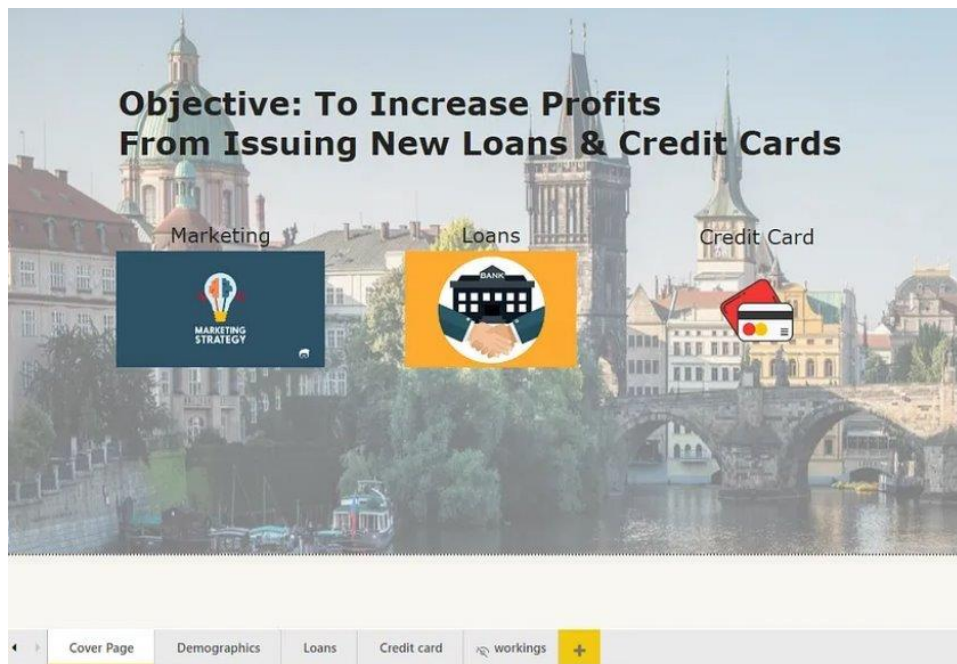 Objective: To Increase Profits
From Issuing New Loans & Credit Cards
Marketing
Loans
Credit Card
MARKETING
STRATEGY
BANK
Cover Page
Demographics
Loans
Credit card
workings
+